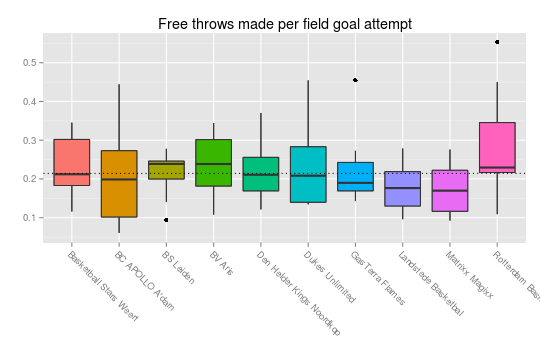 Free throws made per field goal attempt
0.5
0.4
0.3
0.2
0.1
Basketball Stars Weert
BC APOLLO A'dam
BS Leiden
BV Aris
Den Helder Kings Noordkop
Dukes Unlimited
GasTerra Flames
Landstede Basketbal
Matrixx Magixx
Rotterdam Bas